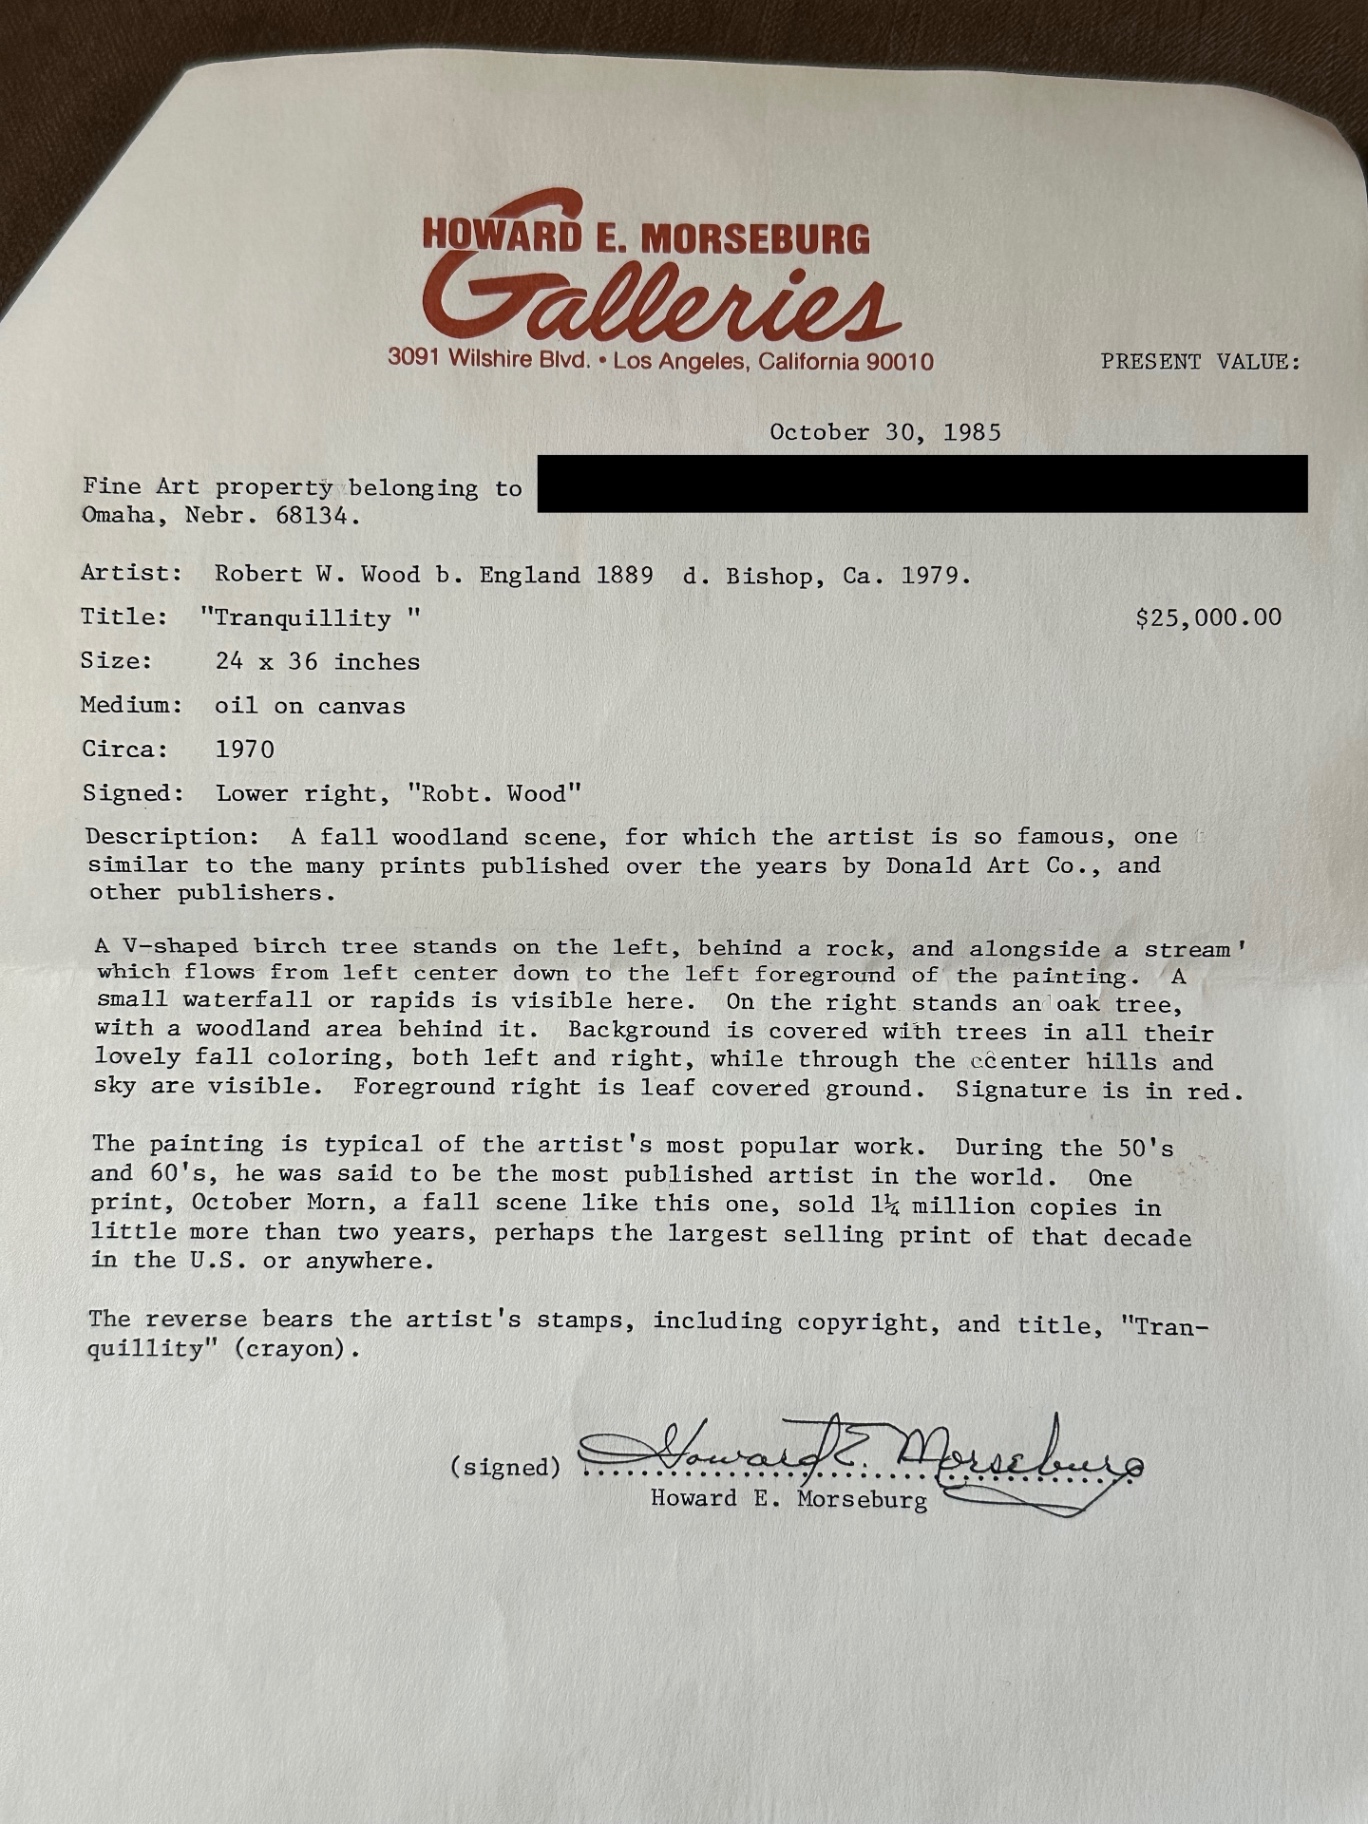 HOWARD E. MORSEBURG
Galleries
3091 Wilshire Blvd. • Los Angeles, California 90010
PRESENT VALUE:
October 30, 1985
Fine Art property belonging to
Omaha, Nebr. 68134.
Artist: Robert W. Wood b. England 1889 d. Bishop, Ca. 1979.
Title: "Tranquillity " $25,000.00
Size: 24 x 36 inches
Medium: oil on canvas
Circa: 1970
Signed: Lower right, "Robt. Wood"
Description: A fall woodland scene, for which the artist is so famous, one
similar to the many prints published over the years by Donald Art Co., and
other publishers.
A V-shaped birch tree stands on the left, behind a rock, and alongside a stream'
which flows from left center down to the left foreground of the painting. A
small waterfall or rapids is visible here. On the right stands an oak tree,
with a woodland area behind it. Background is covered with trees in all their
lovely fall coloring, both left and right, while through the ccenter hills and
sky are visible. Foreground right is leaf covered ground. Signature is in red.
The painting is typical of the artist's most popular work. During the 50's
and 60's, he was said to be the most published artist in the world. One
print, October Morn, a fall scene like this one, sold 1¼ million copies in
little more than two years, perhaps the largest selling print of that decade
in the U.S. or anywhere.
The reverse bears the artist's stamps, including copyright, and title, "Tran-
quillity" (crayon).
(signed) Howard E. Morseburg
Howard E. Morseburg